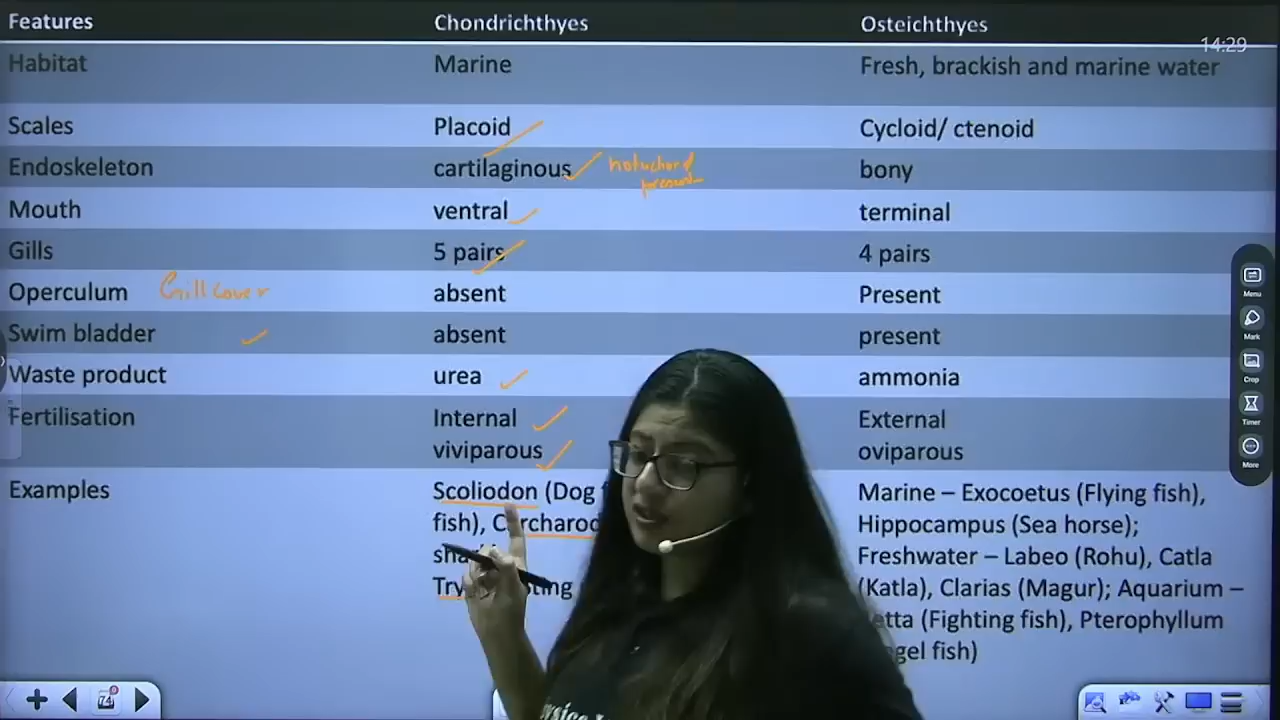 Features Chondrichthyes Osteichthyes
14:29
Habitat Marine Fresh, brackish and marine water
Scales Placoid Cycloid/ ctenoid
Endoskeleton cartilaginous notochord present bony
Mouth ventral terminal
Gills 5 pairs 4 pairs
Operculum Gill cover absent Present
Swim bladder absent present
Waste product urea ammonia
Fertilisation Internal External
viviparous oviparous
Examples Scoliodon (Dog Marine – Exocoetus (Flying fish),
fish), Hippocampus (Sea horse);
Freshwater – Labeo (Rohu), Catla
(Katla), Clarias (Magur); Aquarium –
(Fighting fish), Pterophyllum
fish)
Menu
Mark
Crop
Timer
More
74